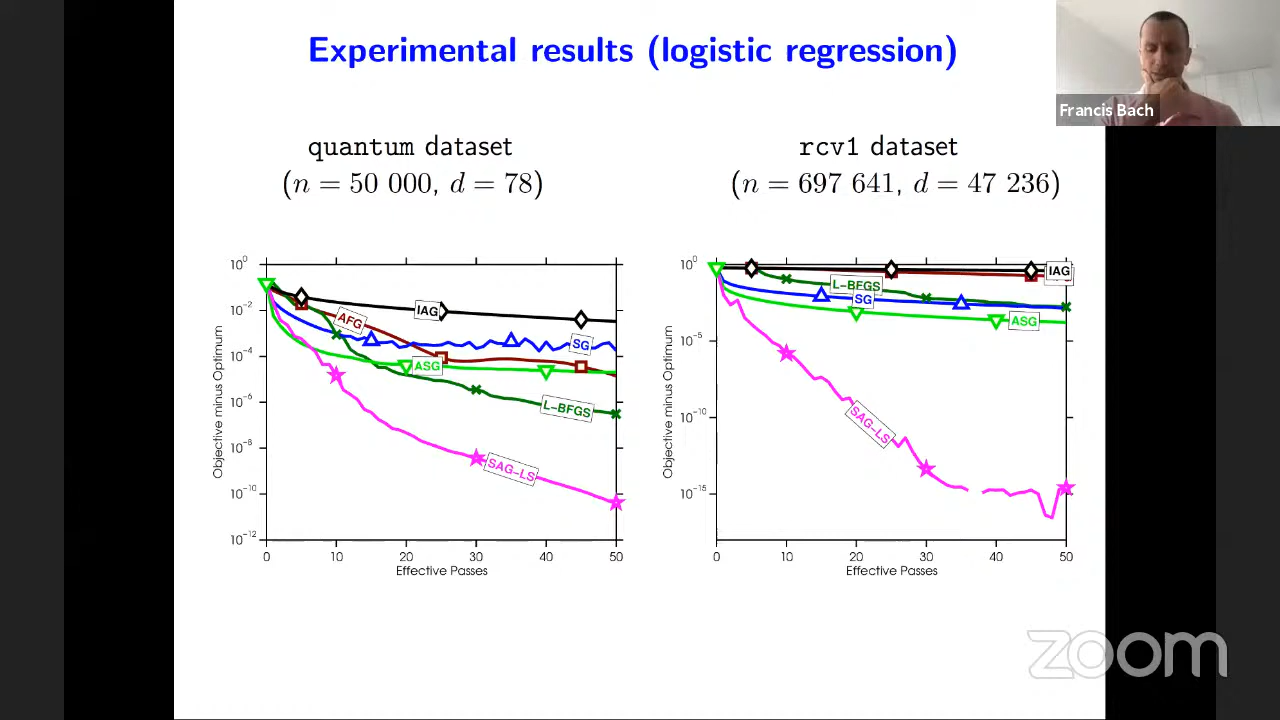 Experimental results (logistic regression)
Francis Bach
quantum dataset
(n = 50 000, d = 78)
rcv1 dataset
(n = 697 641, d = 47 236)
Objective minus Optimum
10^0
10^-2
10^-4
10^-6
10^-8
10^-10
10^-12
IAG
AFG
SG
ASG
L-BFGS
SAG-LS
0 10 20 30 40 50
Effective Passes
Objective minus Optimum
10^0
10^-5
10^-10
10^-15
IAG
L-BFGS
SG
ASG
SAG-LS
0 10 20 30 40 50
Effective Passes
zoom